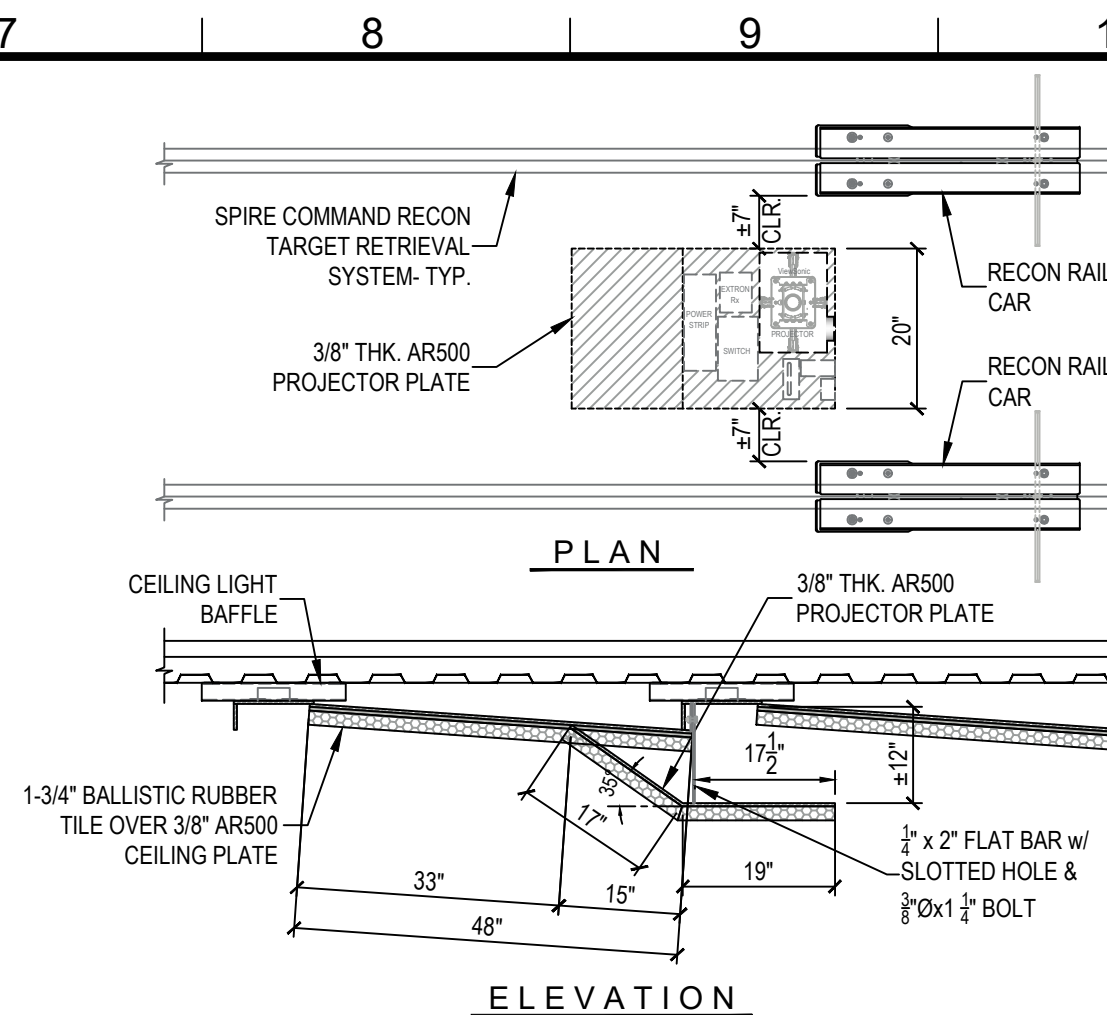 7
8
9
1
SPIRE COMMAND RECON
TARGET RETRIEVAL
SYSTEM- TYP.
±7"
CLR.
RECON RAIL
CAR
3/8" THK. AR500
PROJECTOR PLATE
ViewSonic
EXTRON
Rx
POWER
STRIP
SWITCH
PROJECTOR
20"
RECON RAIL
CAR
±7"
CLR.
PLAN
CEILING LIGHT
BAFFLE
3/8" THK. AR500
PROJECTOR PLATE
17 1/2"
±12"
35°
17"
1-3/4" BALLISTIC RUBBER
TILE OVER 3/8" AR500
CEILING PLATE
1/4" x 2" FLAT BAR w/
SLOTTED HOLE &
3/8"Øx1 1/4" BOLT
33"
15"
19"
48"
ELEVATION